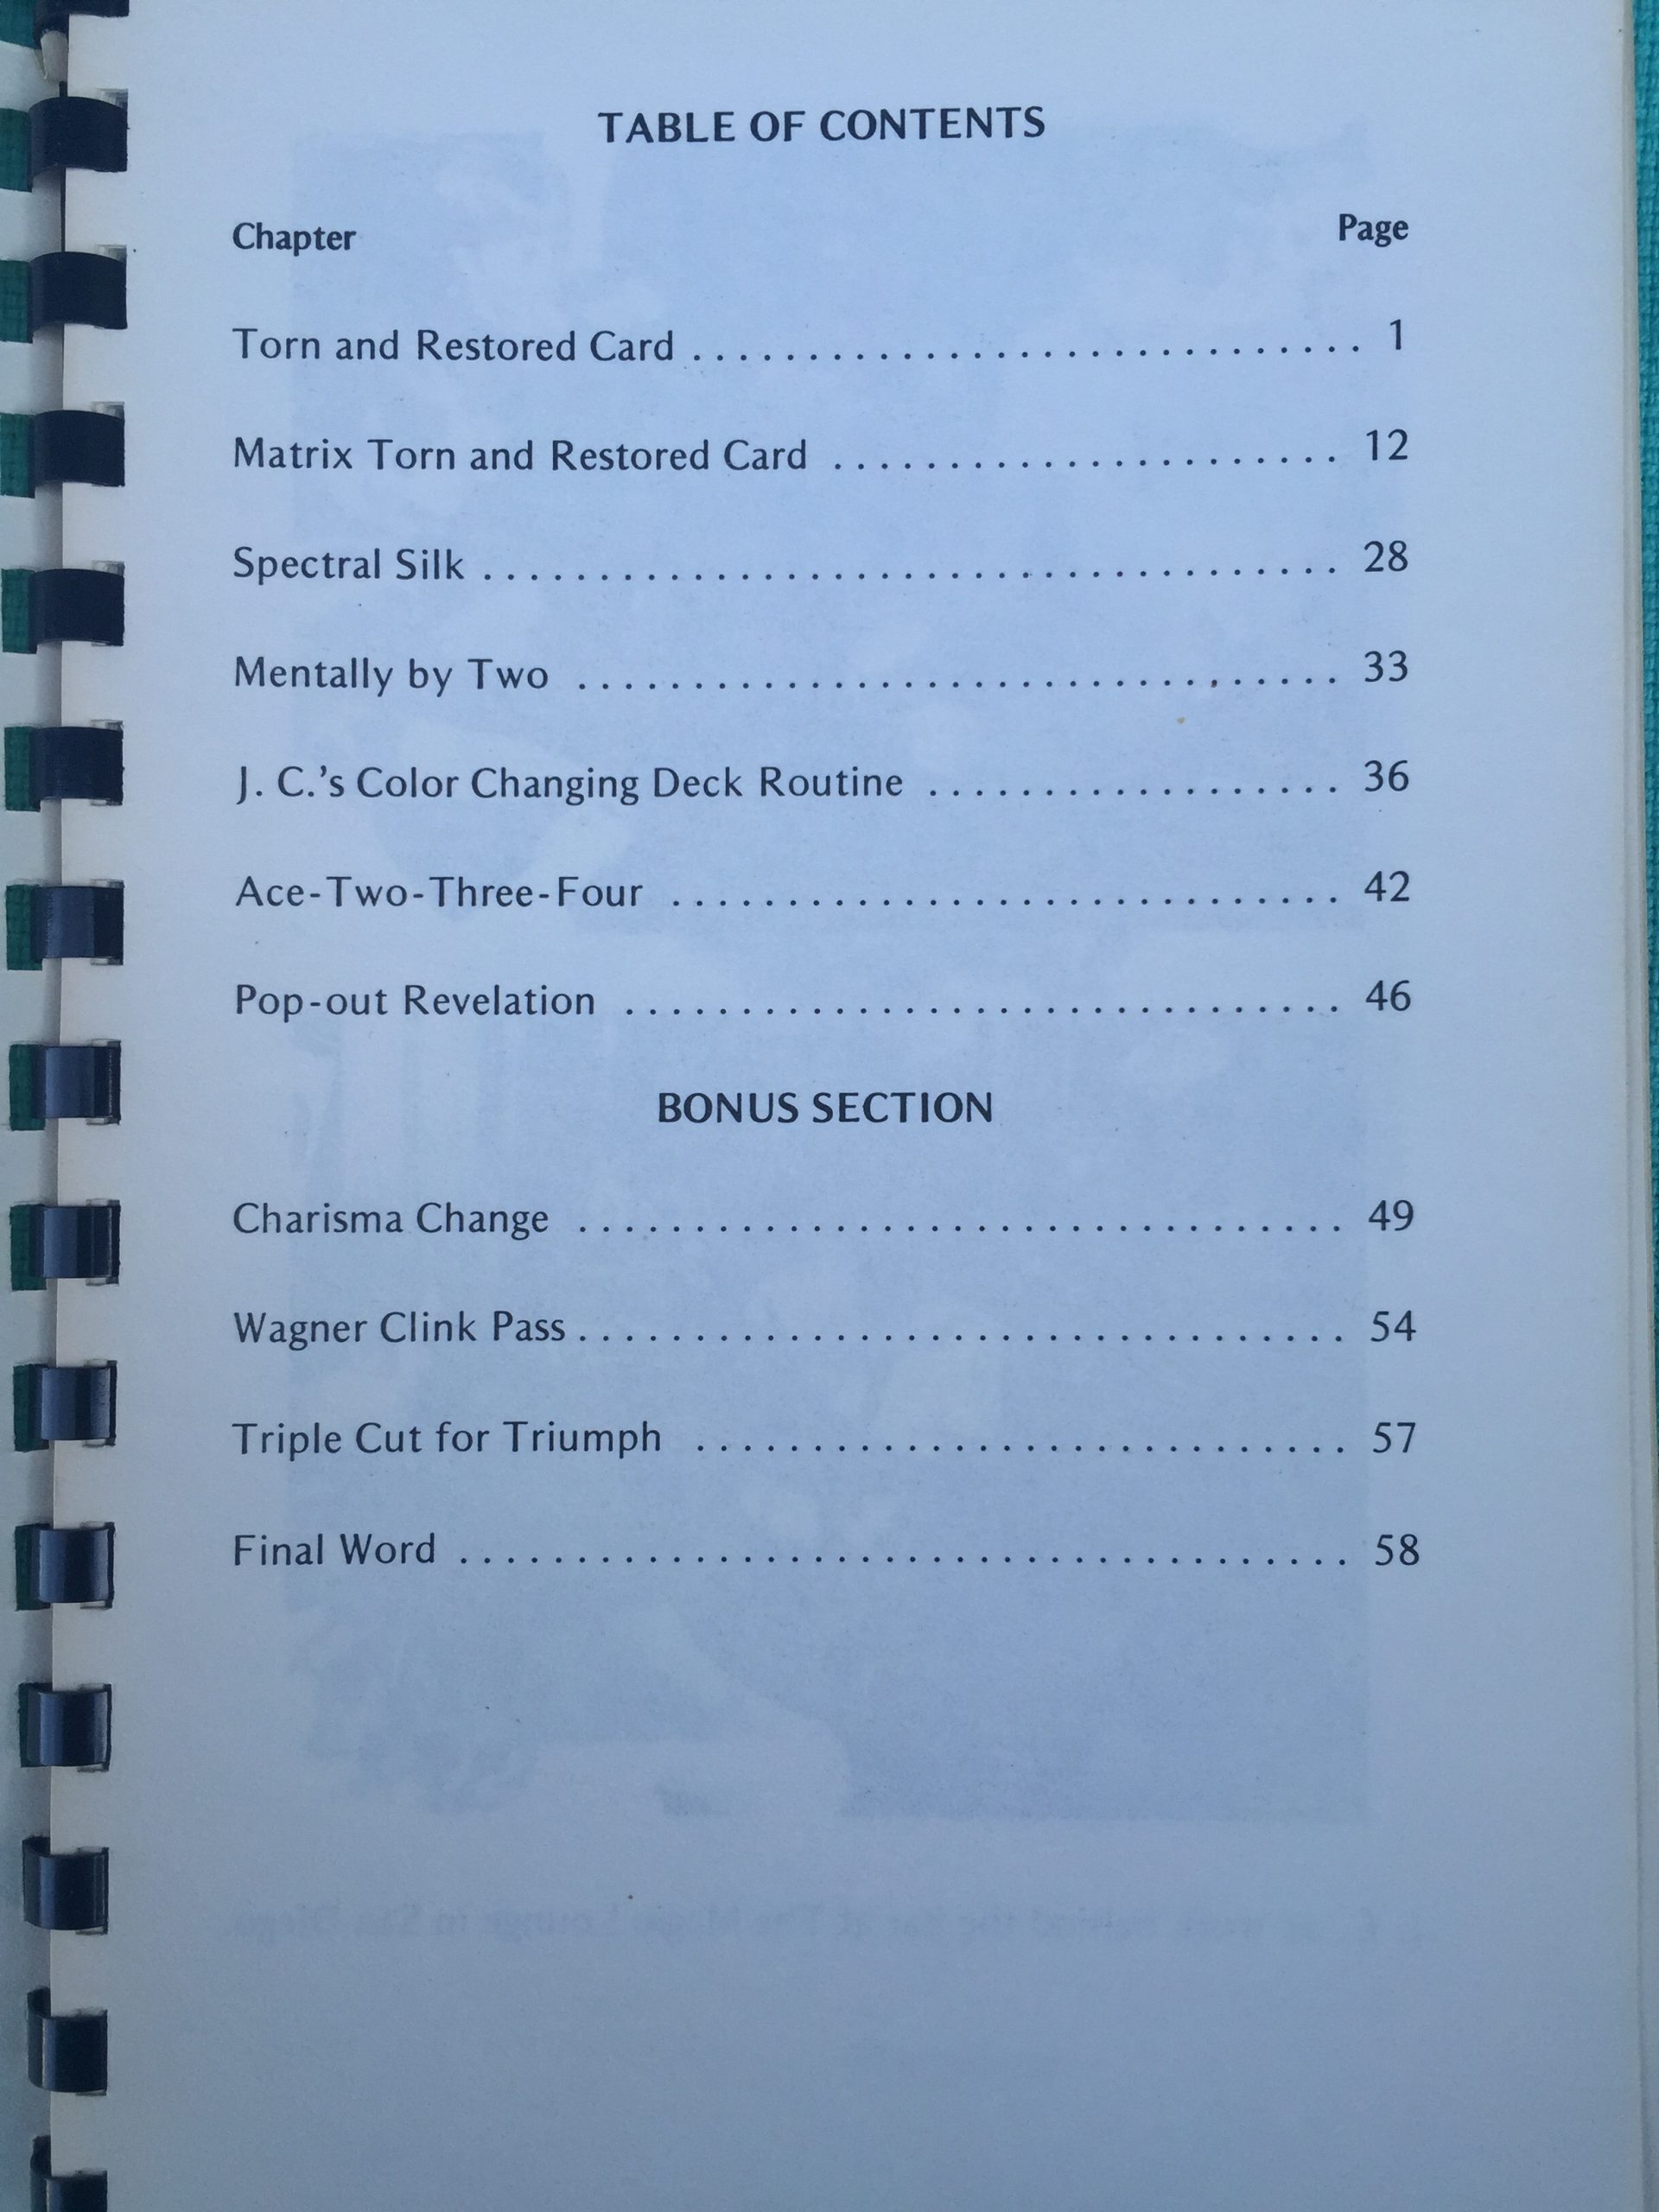 TABLE OF CONTENTS
Chapter Page
Torn and Restored Card . . . . . . . . . . . . . . . . . . . . . . . . . . . . . 1
Matrix Torn and Restored Card . . . . . . . . . . . . . . . . . . . . . . 12
Spectral Silk . . . . . . . . . . . . . . . . . . . . . . . . . . . . . . . . . . . . . 28
Mentally by Two . . . . . . . . . . . . . . . . . . . . . . . . . . . . . . . . . 33
J. C.'s Color Changing Deck Routine . . . . . . . . . . . . . . . . . . 36
Ace-Two-Three-Four . . . . . . . . . . . . . . . . . . . . . . . . . . . . . 42
Pop-out Revelation . . . . . . . . . . . . . . . . . . . . . . . . . . . . . . . 46
BONUS SECTION
Charisma Change . . . . . . . . . . . . . . . . . . . . . . . . . . . . . . . . . 49
Wagner Clink Pass . . . . . . . . . . . . . . . . . . . . . . . . . . . . . . . . . 54
Triple Cut for Triumph . . . . . . . . . . . . . . . . . . . . . . . . . . . . 57
Final Word . . . . . . . . . . . . . . . . . . . . . . . . . . . . . . . . . . . . . . 58